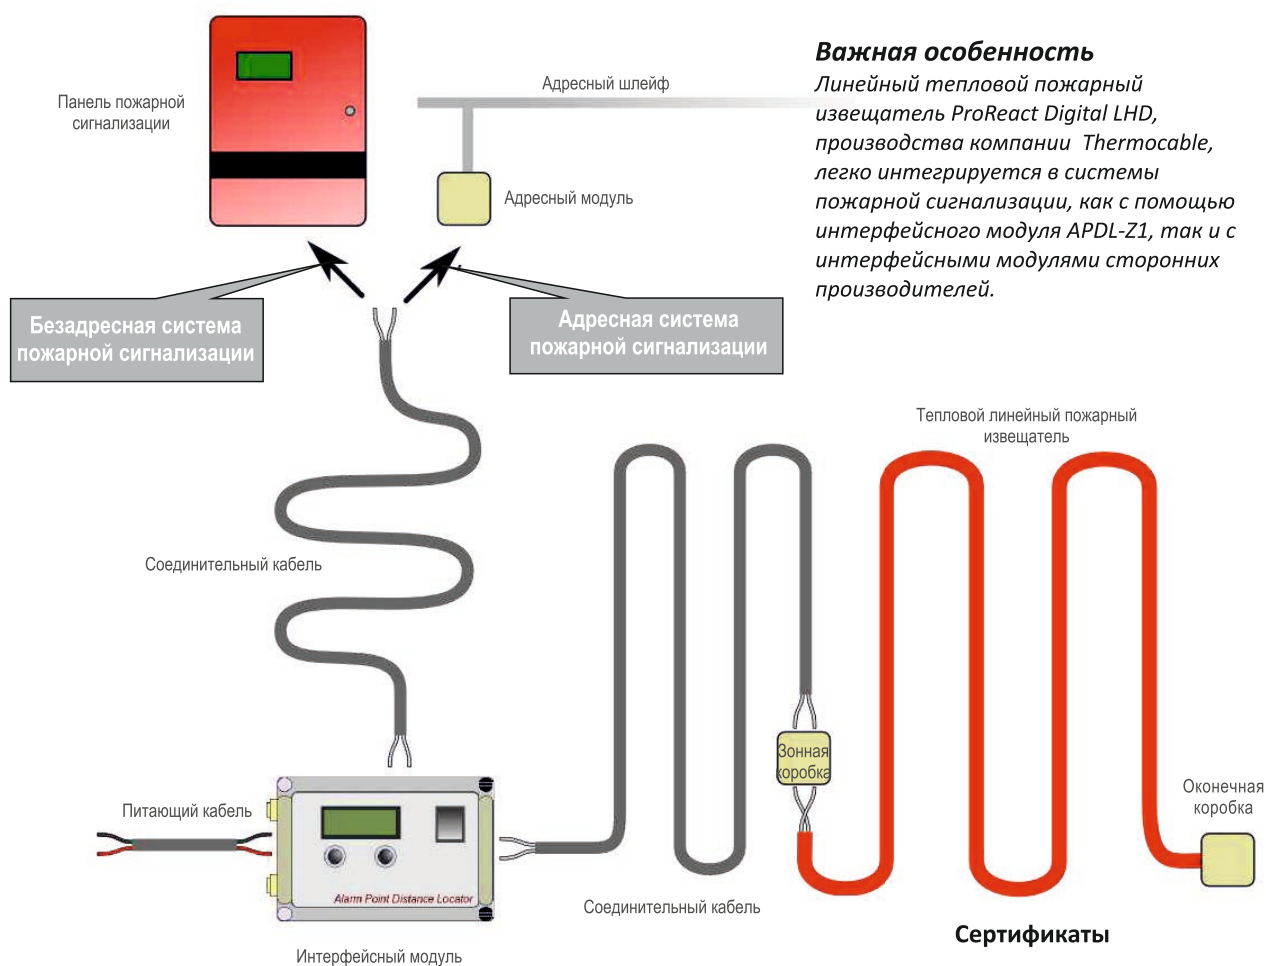 Важная особенность
Линейный тепловой пожарный
извещатель ProReact Digital LHD,
производства компании Thermocable,
легко интегрируется в системы
пожарной сигнализации, как с помощью
интерфейсного модуля APDL-Z1, так и с
интерфейсными модулями сторонних
производителей.
Панель пожарной
сигнализации
Адресный шлейф
Адресный модуль
Безадресная система
пожарной сигнализации
Адресная система
пожарной сигнализации
Тепловой линейный пожарный
извещатель
Соединительный кабель
Зонная
коробка
Оконечная
коробка
Питающий кабель
Alarm Point Distance Locator
Соединительный кабель
Интерфейсный модуль
Сертификаты